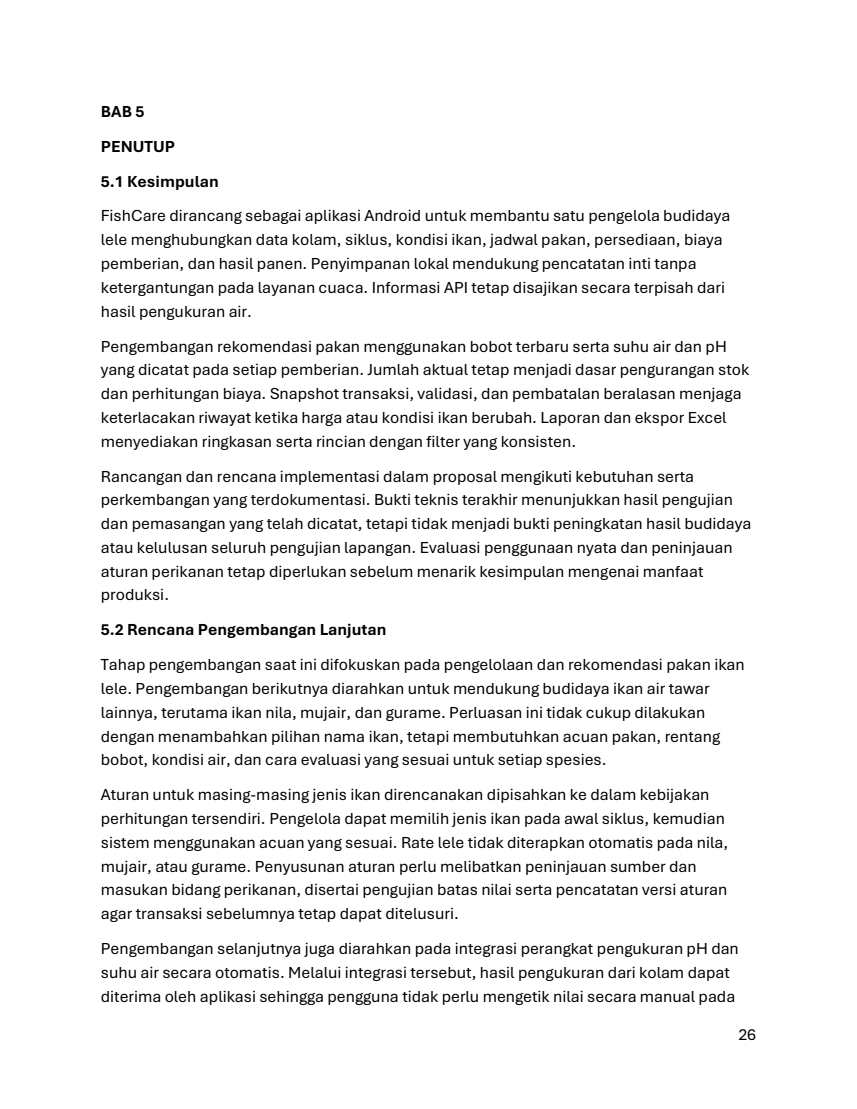 BAB 5
PENUTUP
5.1 Kesimpulan
FishCare dirancang sebagai aplikasi Android untuk membantu satu pengelola budidaya
lele menghubungkan data kolam, siklus, kondisi ikan, jadwal pakan, persediaan, biaya
pemberian, dan hasil panen. Penyimpanan lokal mendukung pencatatan inti tanpa
ketergantungan pada layanan cuaca. Informasi API tetap disajikan secara terpisah dari
hasil pengukuran air.
Pengembangan rekomendasi pakan menggunakan bobot terbaru serta suhu air dan pH
yang dicatat pada setiap pemberian. Jumlah aktual tetap menjadi dasar pengurangan stok
dan perhitungan biaya. Snapshot transaksi, validasi, dan pembatalan beralasan menjaga
keterlacakan riwayat ketika harga atau kondisi ikan berubah. Laporan dan ekspor Excel
menyediakan ringkasan serta rincian dengan filter yang konsisten.
Rancangan dan rencana implementasi dalam proposal mengikuti kebutuhan serta
perkembangan yang terdokumentasi. Bukti teknis terakhir menunjukkan hasil pengujian
dan pemasangan yang telah dicatat, tetapi tidak menjadi bukti peningkatan hasil budidaya
atau kelulusan seluruh pengujian lapangan. Evaluasi penggunaan nyata dan peninjauan
aturan perikanan tetap diperlukan sebelum menarik kesimpulan mengenai manfaat
produksi.
5.2 Rencana Pengembangan Lanjutan
Tahap pengembangan saat ini difokuskan pada pengelolaan dan rekomendasi pakan ikan
lele. Pengembangan berikutnya diarahkan untuk mendukung budidaya ikan air tawar
lainnya, terutama ikan nila, mujair, dan gurame. Perluasan ini tidak cukup dilakukan
dengan menambahkan pilihan nama ikan, tetapi membutuhkan acuan pakan, rentang
bobot, kondisi air, dan cara evaluasi yang sesuai untuk setiap spesies.
Aturan untuk masing-masing jenis ikan direncanakan dipisahkan ke dalam kebijakan
perhitungan tersendiri. Pengelola dapat memilih jenis ikan pada awal siklus, kemudian
sistem menggunakan acuan yang sesuai. Rate lele tidak diterapkan otomatis pada nila,
mujair, atau gurame. Penyusunan aturan perlu melibatkan peninjauan sumber dan
masukan bidang perikanan, disertai pengujian batas nilai serta pencatatan versi aturan
agar transaksi sebelumnya tetap dapat ditelusuri.
Pengembangan selanjutnya juga diarahkan pada integrasi perangkat pengukuran pH dan
suhu air secara otomatis. Melalui integrasi tersebut, hasil pengukuran dari kolam dapat
diterima oleh aplikasi sehingga pengguna tidak perlu mengetik nilai secara manual pada
26